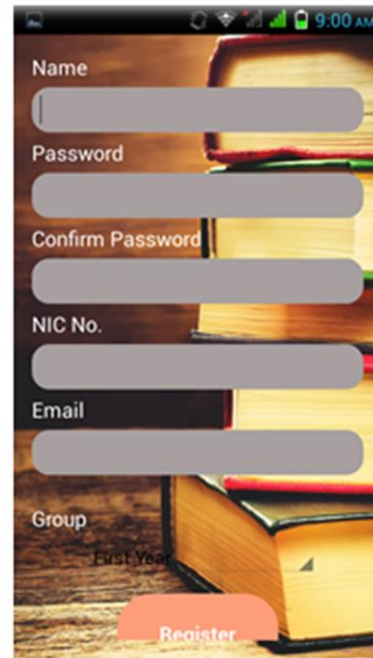 9:00 AM
Name
Password
Confirm Password
NIC No.
Email
Group
First Year
Register